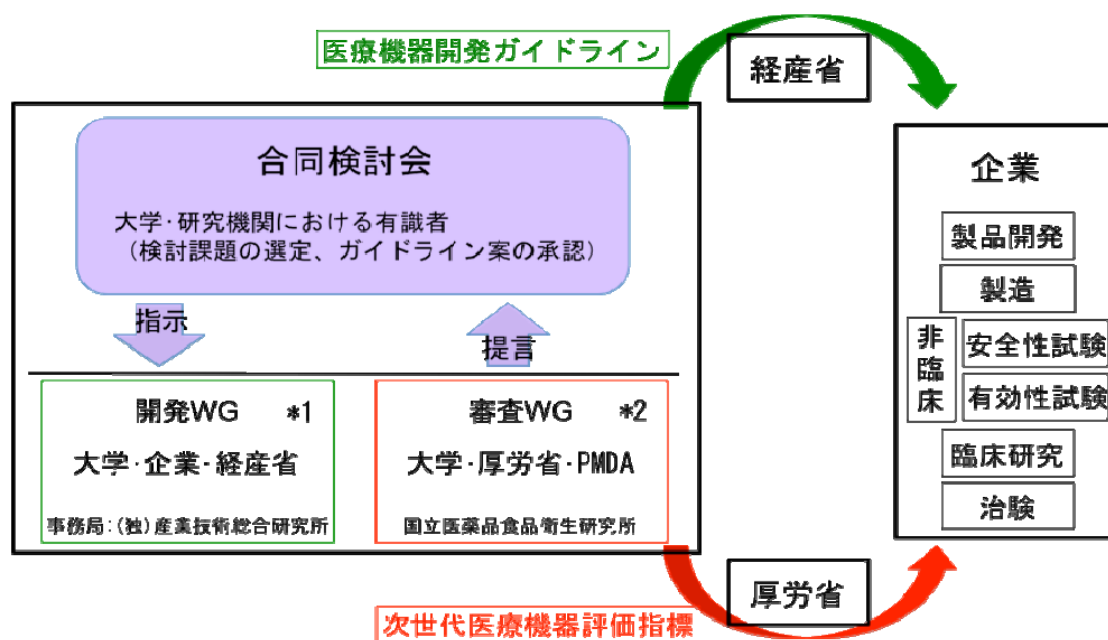 医療機器開発ガイドライン
経産省
合同検討会
大学・研究機関における有識者
（検討課題の選定、ガイドライン案の承認）
指示
提言
開発WG *1
大学・企業・経産省
事務局：(独)産業技術総合研究所
審査WG *2
大学・厚労省・PMDA
国立医薬品食品衛生研究所
企業
製品開発
製造
非臨床
安全性試験
有効性試験
臨床研究
治験
厚労省
次世代医療機器評価指標